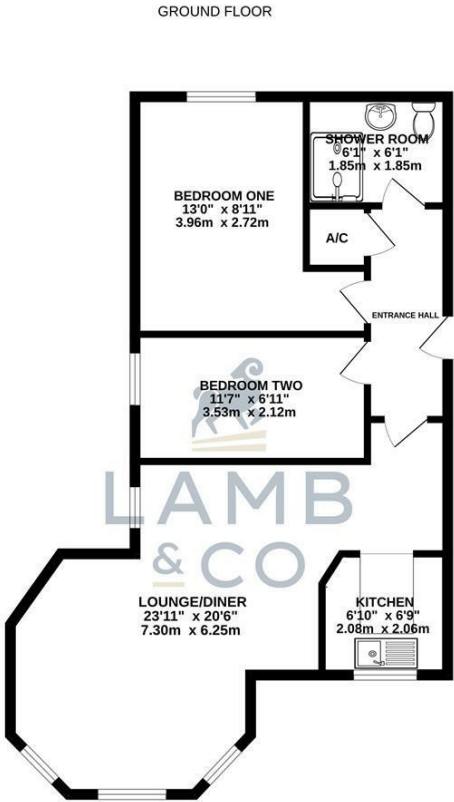 GROUND FLOOR
SHOWER ROOM
6'1" x 6'1"
1.85m x 1.85m
BEDROOM ONE
13'0" x 8'11"
3.96m x 2.72m
A/C
ENTRANCE HALL
BEDROOM TWO
11'7" x 6'11"
3.53m x 2.12m
LAMB
& CO
LOUNGE/DINER
23'11" x 20'6"
7.30m x 6.25m
KITCHEN
6'10" x 6'9"
2.08m x 2.06m